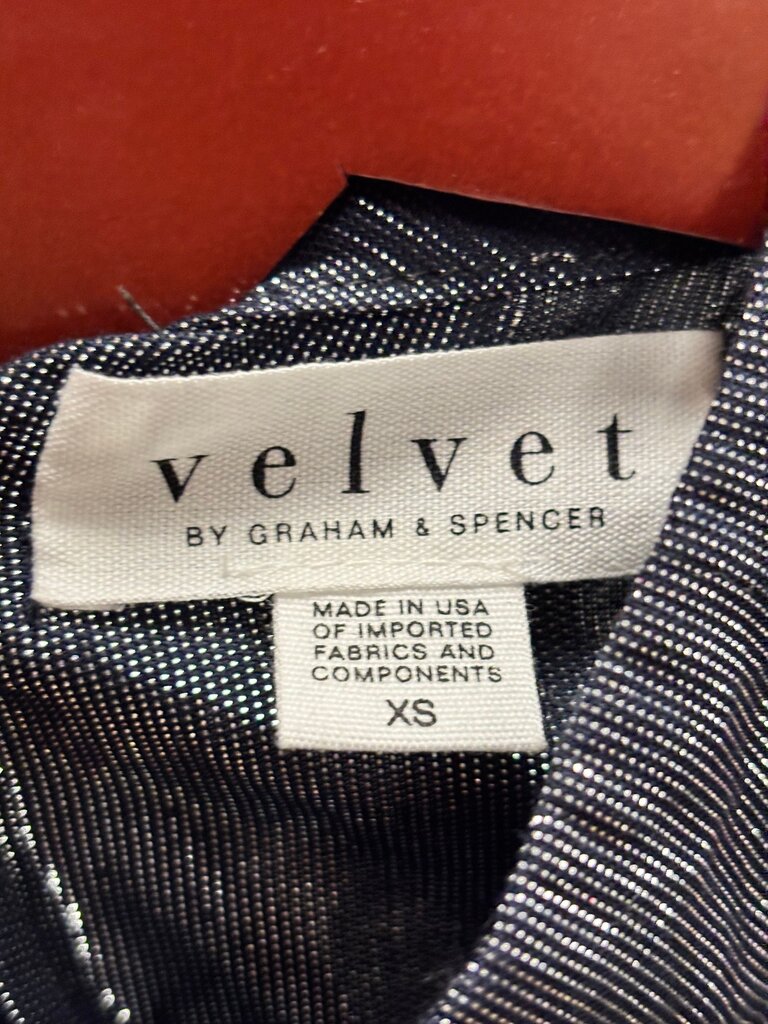 velvet
BY GRAHAM & SPENCER
MADE IN USA
OF IMPORTED
FABRICS AND
COMPONENTS
XS